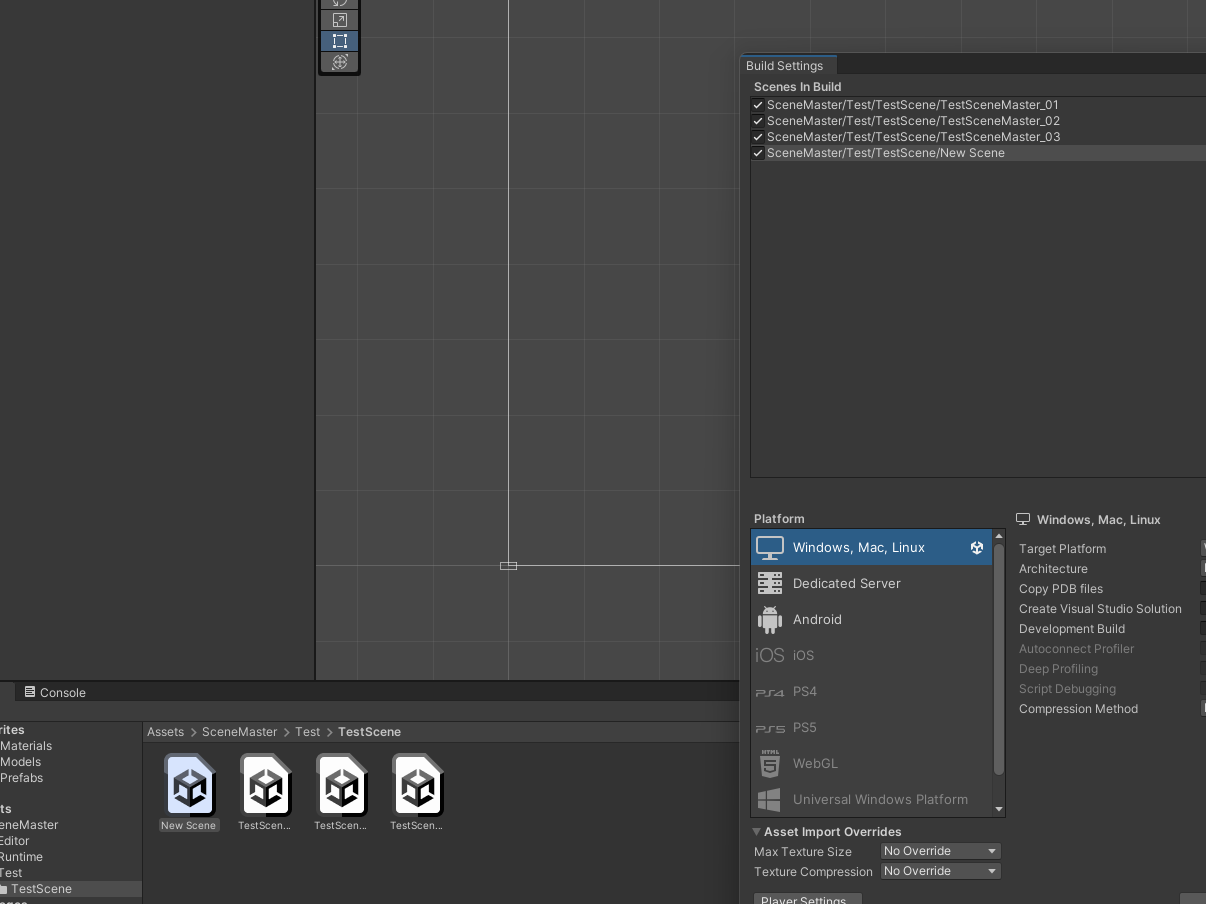 Build Settings
Scenes In Build
SceneMaster/Test/TestScene/TestSceneMaster_01
SceneMaster/Test/TestScene/TestSceneMaster_02
SceneMaster/Test/TestScene/TestSceneMaster_03
SceneMaster/Test/TestScene/New Scene
Platform
Windows, Mac, Linux
Dedicated Server
Android
iOS iOS
PS4 PS4
PS5 PS5
HTML 5 WebGL
Universal Windows Platform
Windows, Mac, Linux
Target Platform
Architecture
Copy PDB files
Create Visual Studio Solution
Development Build
Autoconnect Profiler
Deep Profiling
Script Debugging
Compression Method
Asset Import Overrides
Max Texture Size No Override
Texture Compression No Override
Player Settings...
Console
rites
Materials
Models
Prefabs
ts
eneMaster
Editor
Runtime
Test
TestScene
Assets > SceneMaster > Test > TestScene
New Scene TestScen... TestScen... TestScen...